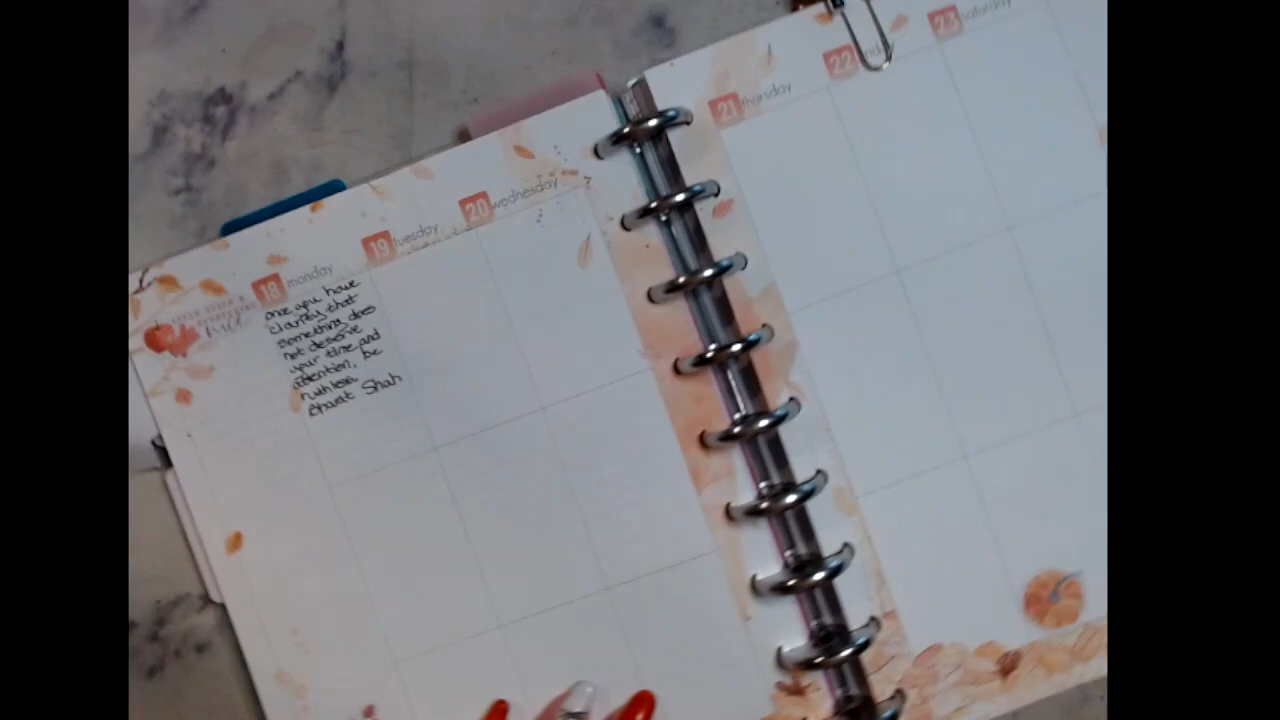 18 monday
once you have
clarity that
something does
not deserve
your time and
attention, be
ruthless
Bharat Shah
19 tuesday
20 wednesday
21 thursday
22
23 saturday